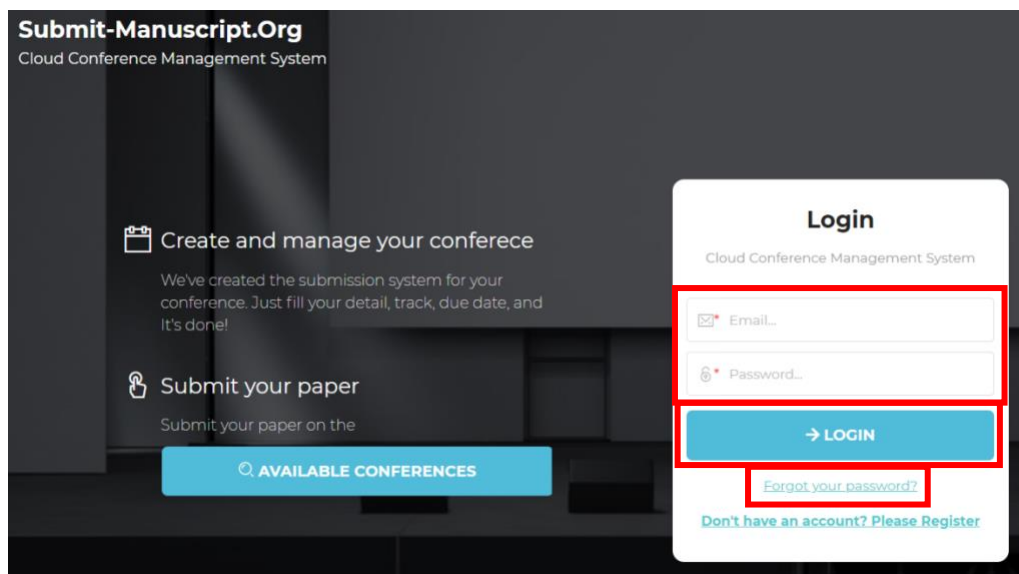 Submit-Manuscript.Org
Cloud Conference Management System
Create and manage your conferece
We've created the submission system for your
conference. Just fill your detail, track, due date, and
It's done!
Submit your paper
Submit your paper on the
AVAILABLE CONFERENCES
Login
Cloud Conference Management System
* Email...
* Password...
→ LOGIN
Forgot your password?
Don't have an account? Please Register